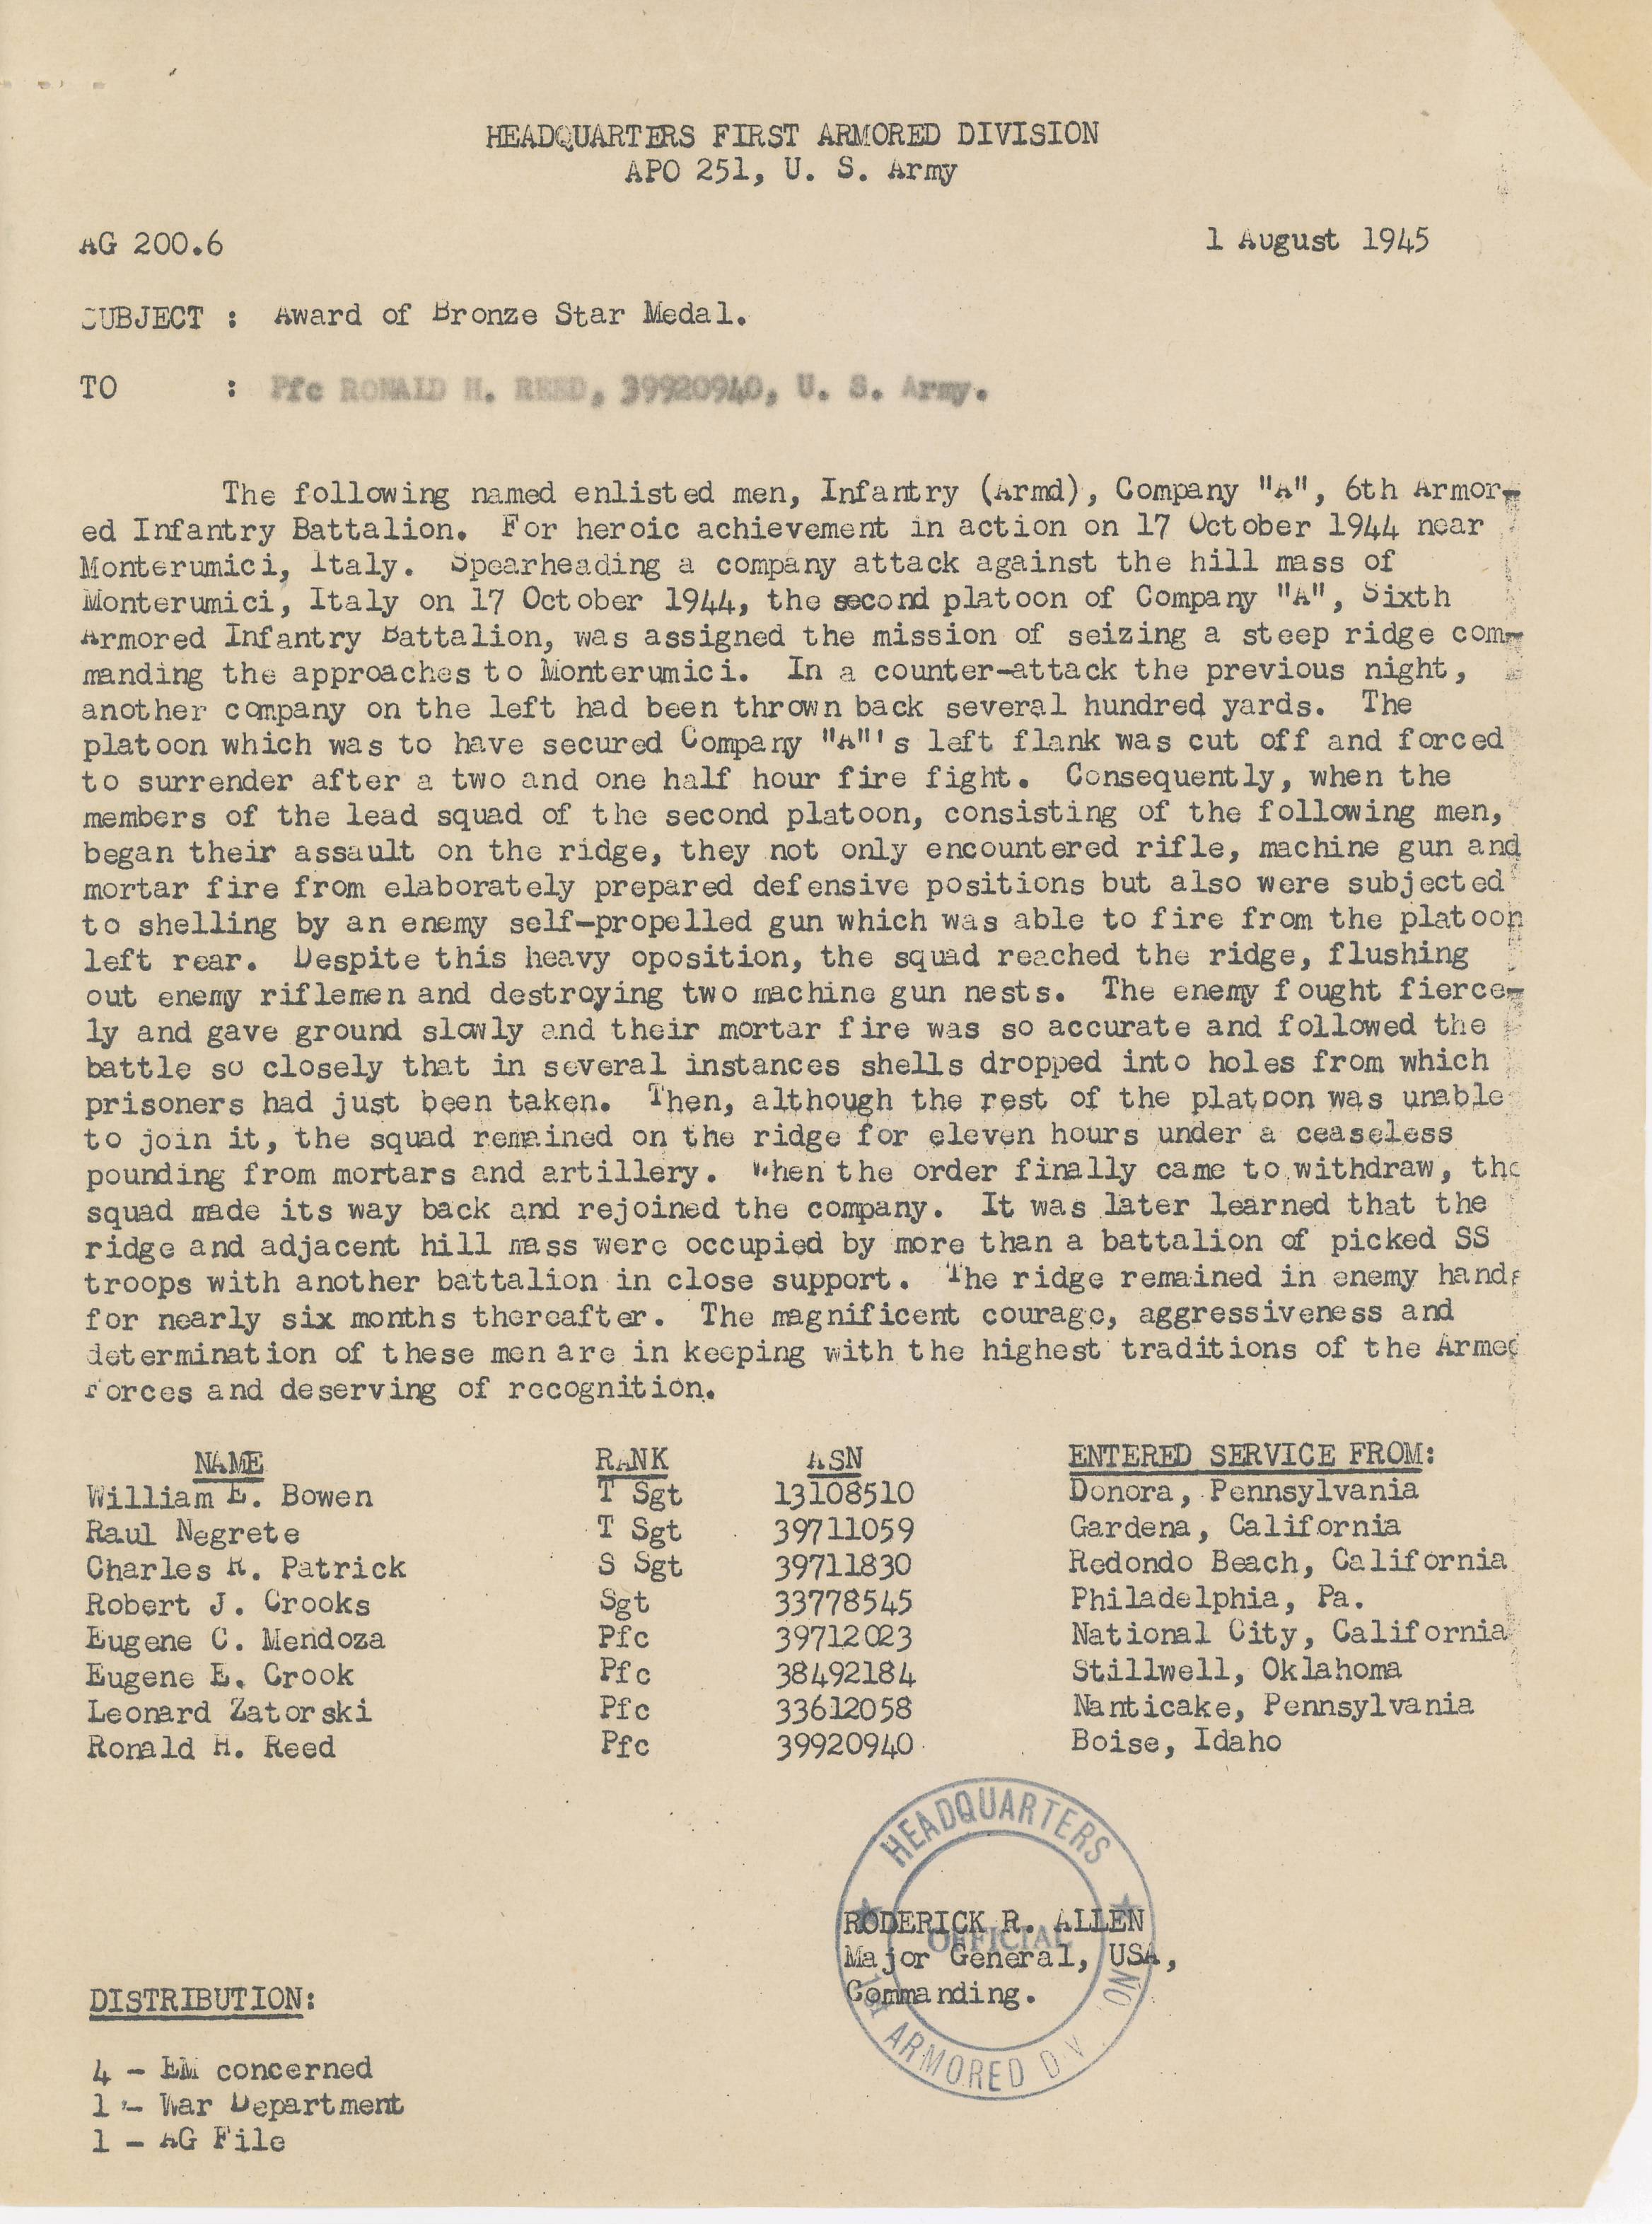 HEADQUARTERS FIRST ARMORED DIVISION
APO 251, U. S. Army
AG 200.6 1 August 1945
SUBJECT : Award of Bronze Star Medal.
TO : Pfc RONALD H. REED, 39920940, U. S. Army.
The following named enlisted men, Infantry (Armd), Company "A", 6th Armor-
ed Infantry Battalion. For heroic achievement in action on 17 October 1944 near
Monterumici, Italy. Spearheading a company attack against the hill mass of
Monterumici, Italy on 17 October 1944, the second platoon of Company "A", Sixth
Armored Infantry Battalion, was assigned the mission of seizing a steep ridge com-
manding the approaches to Monterumici. In a counter-attack the previous night,
another company on the left had been thrown back several hundred yards. The
platoon which was to have secured Company "A"'s left flank was cut off and forced
to surrender after a two and one half hour fire fight. Consequently, when the
members of the lead squad of the second platoon, consisting of the following men,
began their assault on the ridge, they not only encountered rifle, machine gun and
mortar fire from elaborately prepared defensive positions but also were subjected
to shelling by an enemy self-propelled gun which was able to fire from the platoon
left rear. Despite this heavy oposition, the squad reached the ridge, flushing
out enemy riflemen and destroying two machine gun nests. The enemy fought fierce-
ly and gave ground slowly and their mortar fire was so accurate and followed the
battle so closely that in several instances shells dropped into holes from which
prisoners had just been taken. Then, although the rest of the platoon was unable
to join it, the squad remained on the ridge for eleven hours under a ceaseless
pounding from mortars and artillery. When the order finally came to withdraw, the
squad made its way back and rejoined the company. It was later learned that the
ridge and adjacent hill mass were occupied by more than a battalion of picked SS
troops with another battalion in close support. The ridge remained in enemy hands
for nearly six months thereafter. The magnificent courage, aggressiveness and
determination of these men are in keeping with the highest traditions of the Armed
Forces and deserving of recognition.
NAME RANK ASN ENTERED SERVICE FROM:
William E. Bowen T Sgt 13108510 Donora, Pennsylvania
Raul Negrete T Sgt 39711059 Gardena, California
Charles R. Patrick S Sgt 39711830 Redondo Beach, California
Robert J. Crooks Sgt 33778545 Philadelphia, Pa.
Eugene C. Mendoza Pfc 39712023 National City, California
Eugene E. Crook Pfc 38492184 Stillwell, Oklahoma
Leonard Zatorski Pfc 33612058 Nanticake, Pennsylvania
Ronald H. Reed Pfc 39920940 Boise, Idaho
HEADQUARTERS
OFFICIAL
1st ARMORED DIV
RODERICK R. ALLEN
Major General, USA,
Commanding.
DISTRIBUTION:
4 - EM concerned
1 - War Department
1 - AG File